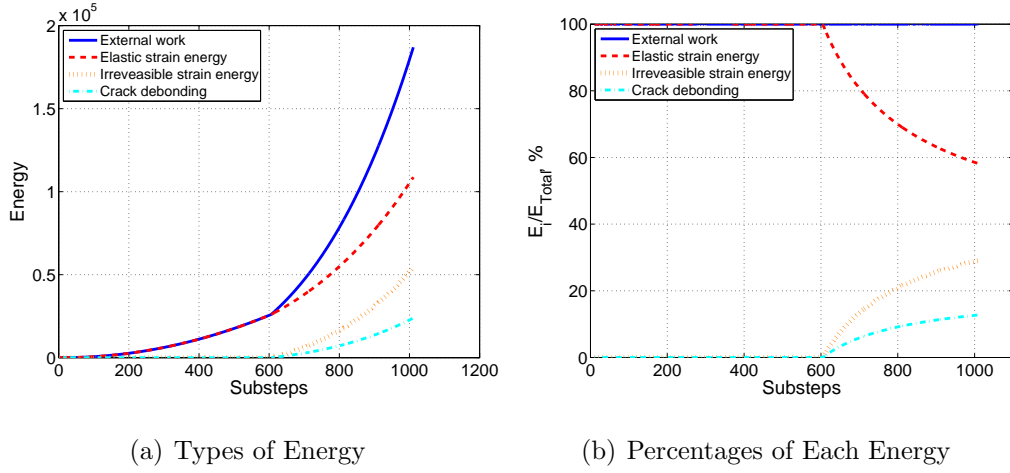 x 10⁵
2
1.5
1
0.5
0
0 200 400 600 800 1000 1200
Energy
Substeps
External work
Elastic strain energy
Irreveasible strain energy
Crack debonding
(a) Types of Energy
100
80
60
40
20
0
0 200 400 600 800 1000
E_i/E_Total, %
Substeps
External work
Elastic strain energy
Irreveasible strain energy
Crack debonding
(b) Percentages of Each Energy